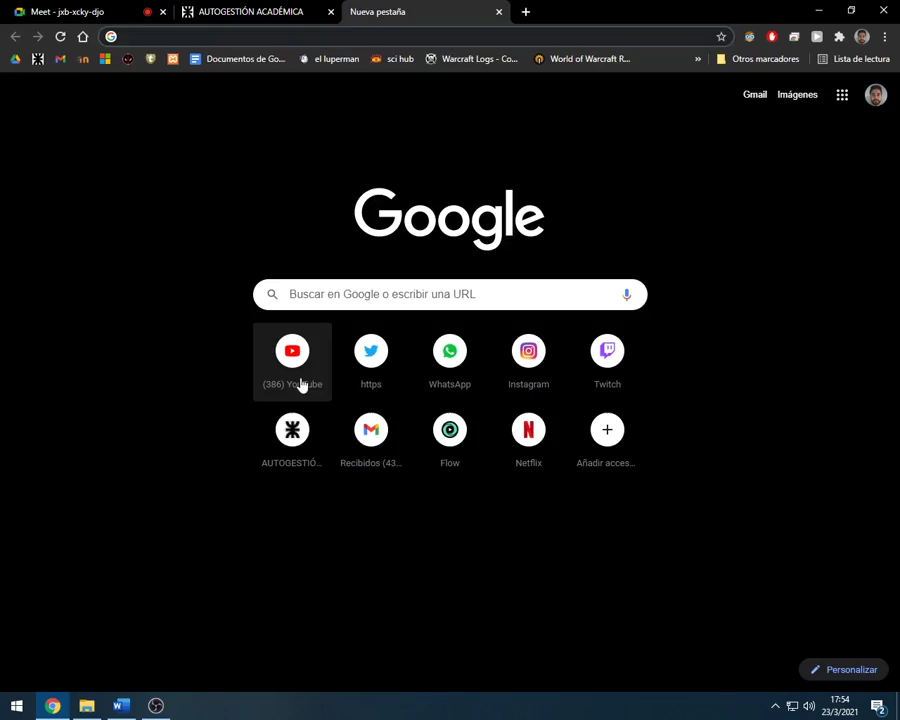 Meet - jxb-xcky-djo
AUTOGESTIÓN ACADÉMICA
Nueva pestaña
Documentos de Go...
el luperman
sci hub
Warcraft Logs - Co...
World of Warcraft R...
»
Otros marcadores
Lista de lectura
Gmail
Imágenes
Google
Buscar en Google o escribir una URL
(386) YouTube
https
WhatsApp
Instagram
Twitch
AUTOGESTIÓ...
Recibidos (43...
Flow
Netflix
Añadir acces...
Personalizar
17:54
23/3/2021
2